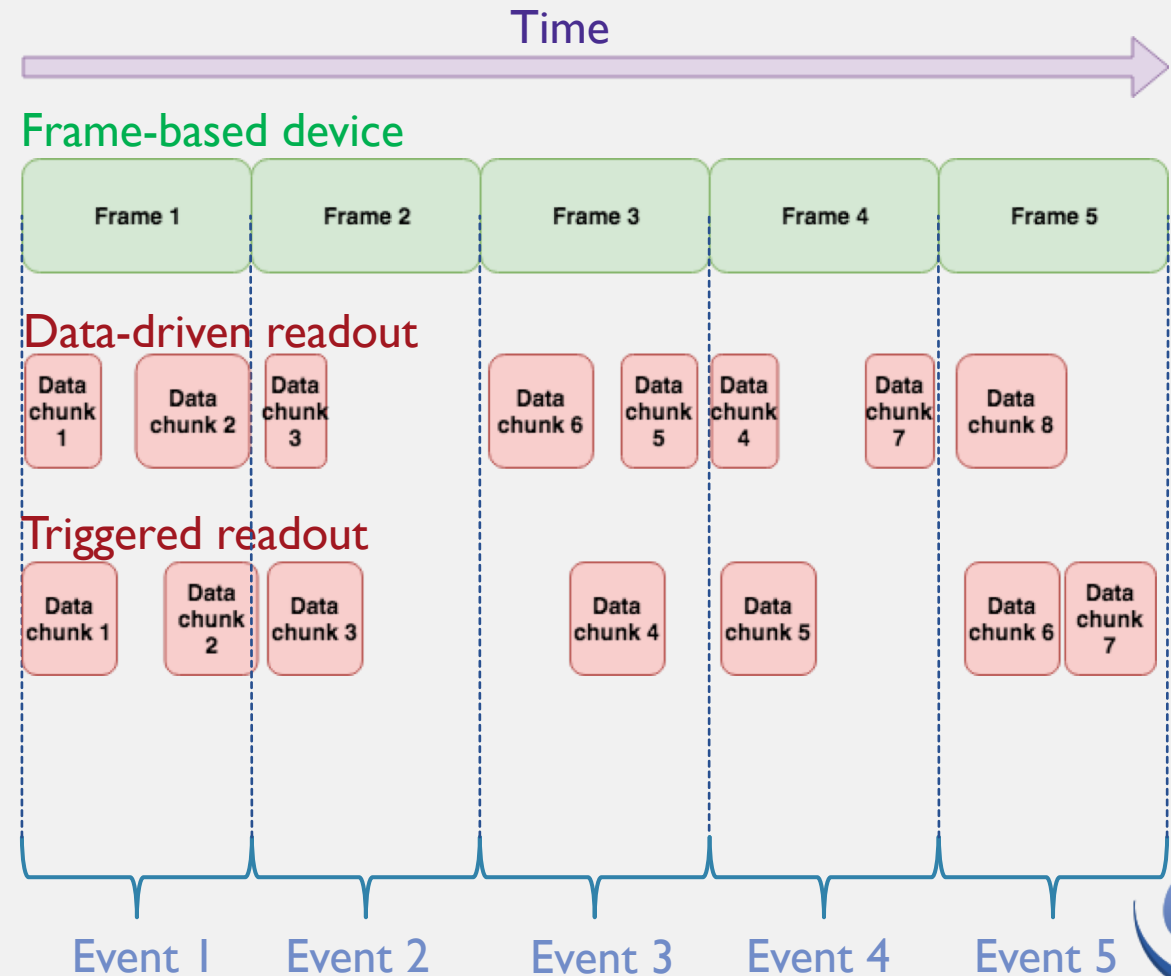 Time
Frame-based device
Frame 1
Frame 2
Frame 3
Frame 4
Frame 5
Data-driven readout
Data
chunk
1
Data
chunk 2
Data
chunk
3
Data
chunk 6
Data
chunk
5
Data
chunk
4
Data
chunk
7
Data
chunk 8
Triggered readout
Data
chunk 1
Data
chunk
2
Data
chunk 3
Data
chunk 4
Data
chunk 5
Data
chunk 6
Data
chunk
7
Event 1
Event 2
Event 3
Event 4
Event 5